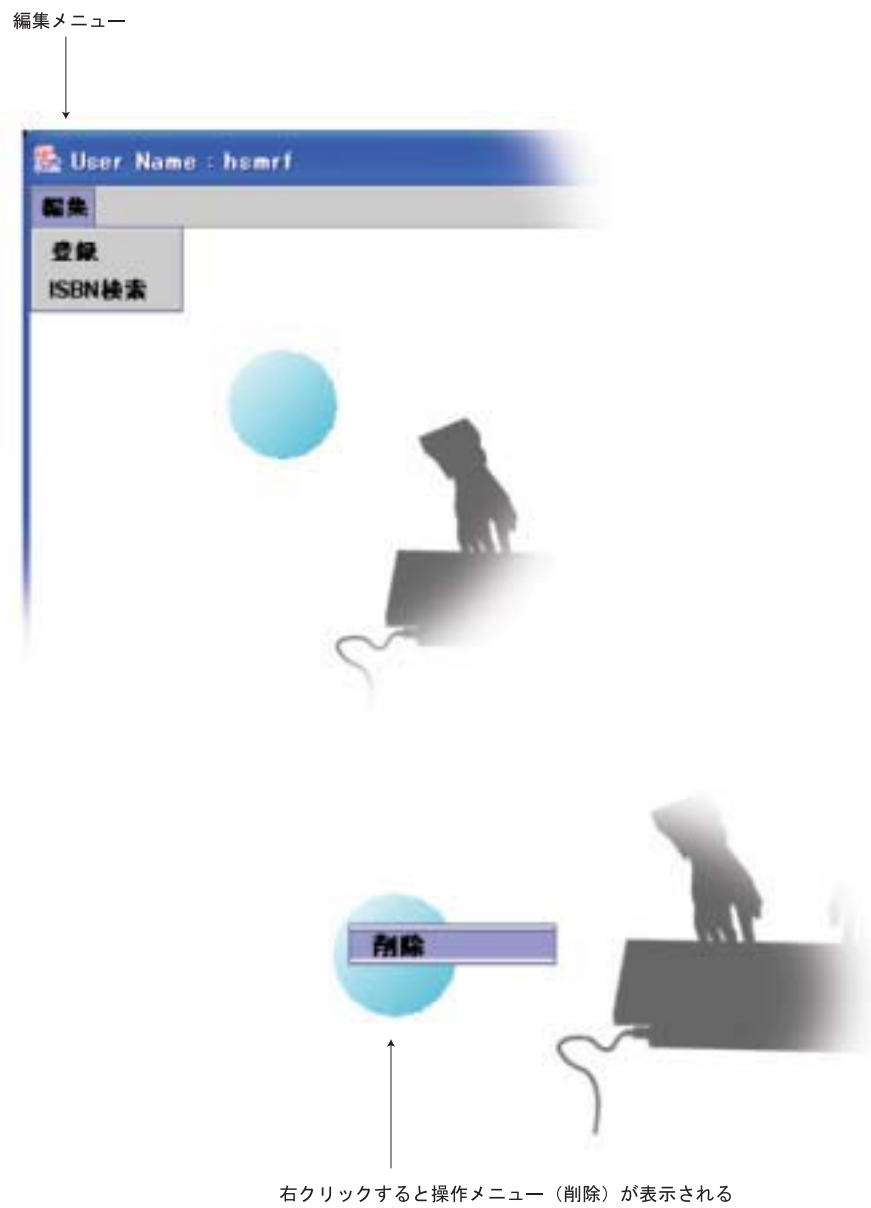 編集メニュー
User Name : hsmrf
編集
登録
ISBN検索
削除
右クリックすると操作メニュー（削除）が表示される